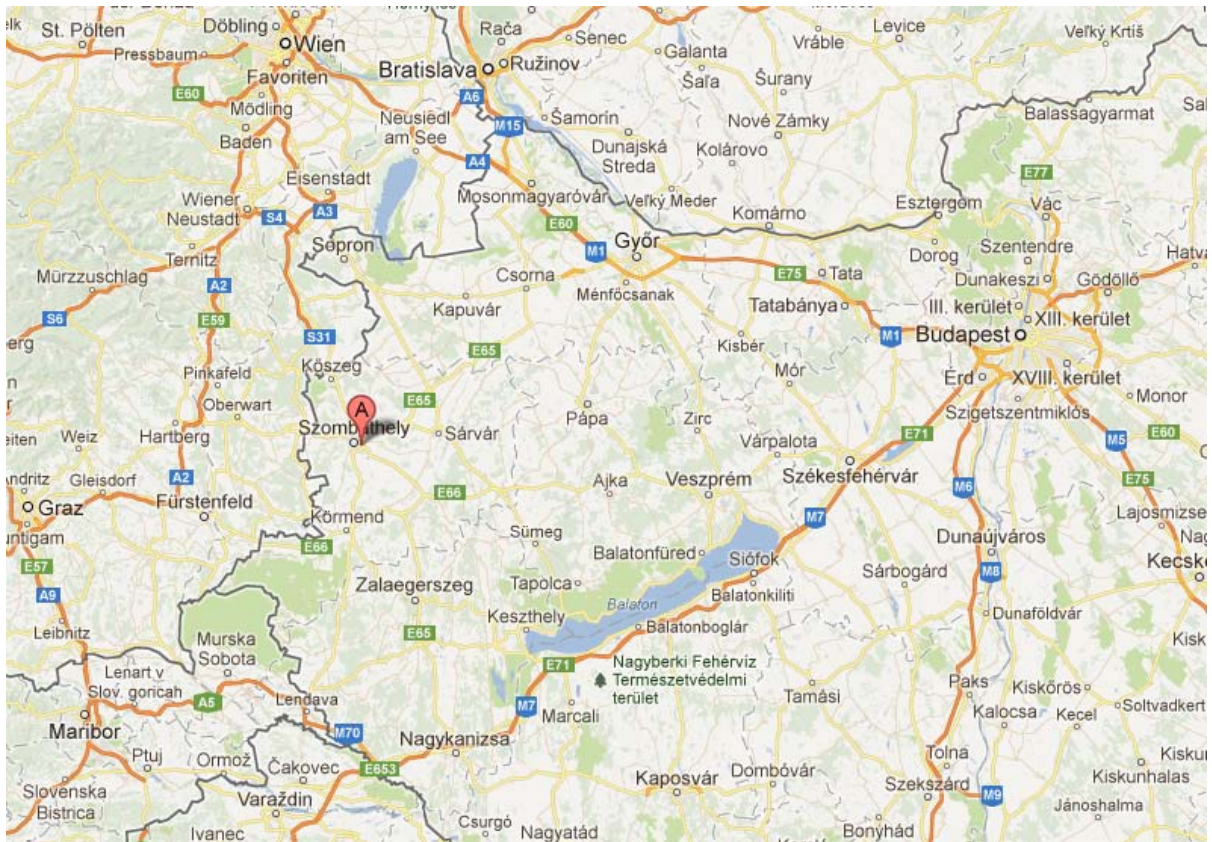 St. Pölten
Döbling
Wien
Rača
Senec
Galanta
Vráble
Levice
Veľký Krtíš
Pressbaum
Favoriten
Bratislava
Ružinov
Šaľa
Šurany
E60
Mödling
Baden
A6
Neusiedl
am See
M15
Šamorín
Nové Zámky
Balassagyarmat
Dunajská
Streda
Kolárovo
A4
Eisenstadt
Mosonmagyaróvár
Veľký Meder
E77
Wiener
Neustadt
S4
A3
E60
Komárno
Esztergom
Vác
Sopron
M1
Győr
Dorog
Szentendre
Ternitz
Csorna
E75
Tata
Dunakeszi
Gödöllő
Hatva
Mürzzuschlag
A2
Ménfőcsanak
Kapuvár
Tatabánya
III. kerület
S6
E59
XIII. kerület
S31
M1
Budapest
Kisbér
E65
Kőszeg
Pinkafeld
Mór
Érd
XVIII. kerület
E65
A
Oberwart
Pápa
Zirc
Monor
Szigetszentmiklós
Weiz
Hartberg
Szombathely
Sárvár
Várpalota
E71
M5
E60
A2
Gleisdorf
Székesfehérvár
Ajka
Veszprém
E66
M6
E75
Graz
Fürstenfeld
Körmend
M7
Lajosmizse
Sümeg
Dunaújváros
E66
Balatonfüred
Siófok
E57
Kecske
M8
Tapolca
Sárbogárd
Zalaegerszeg
A9
Balaton
Balatonkiliti
Dunaföldvár
Keszthely
Leibnitz
E65
Balatonboglár
Murska
Sobota
E71
Nagyberki Fehérvíz
Természetvédelmi
terület
Lenart v
Slov. goricah
A5
Lendava
M7
Marcali
Tamási
Paks
Kiskőrös
Soltvadkert
Kalocsa
Kecel
Maribor
M70
Nagykanizsa
Ptuj
Ormož
Čakovec
E653
Kaposvár
Dombóvár
Tolna
Kiskunhalas
Slovenska
Bistrica
Varaždin
Szekszárd
M9
Jánoshalma
Ivanec
Csurgó
Nagyatád
Bonyhád